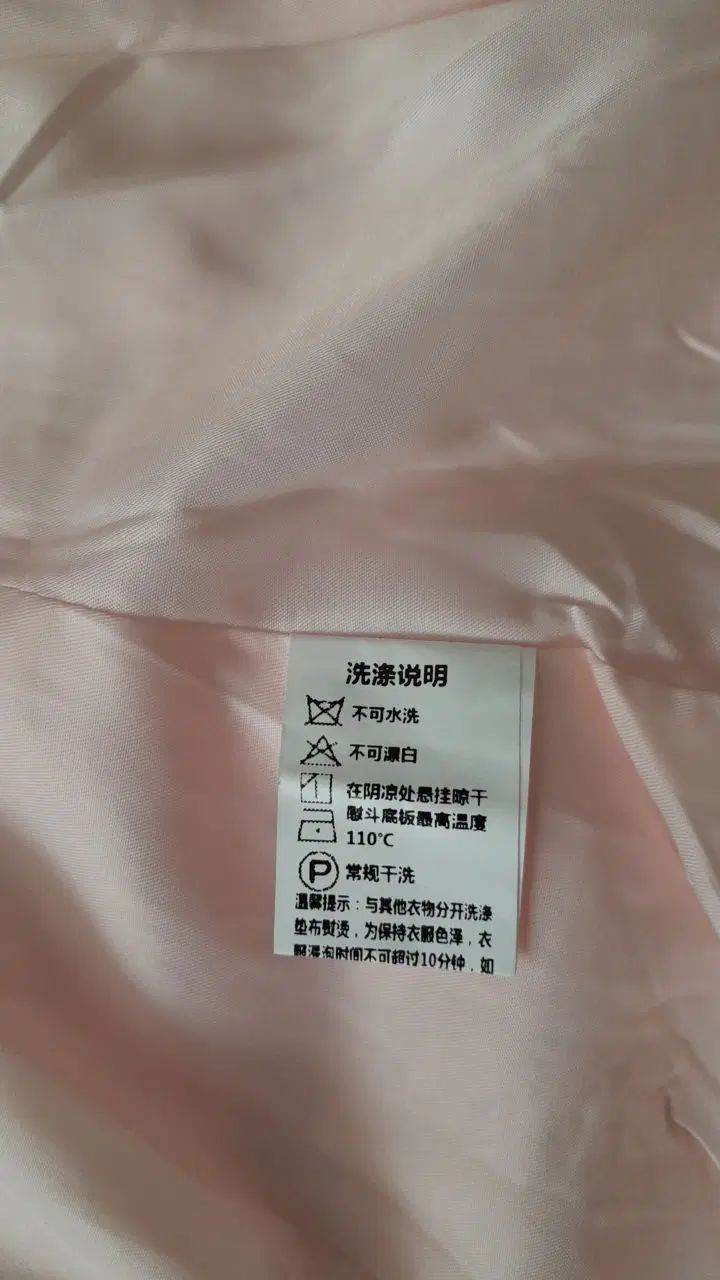 洗涤说明
不可水洗
不可漂白
在阴凉处悬挂晾干
熨斗底板最高温度
110℃
P 常规干洗
温馨提示：与其他衣物分开洗涤
垫布熨烫，为保持衣服色泽，衣
服浸泡时间不可超过10分钟，如